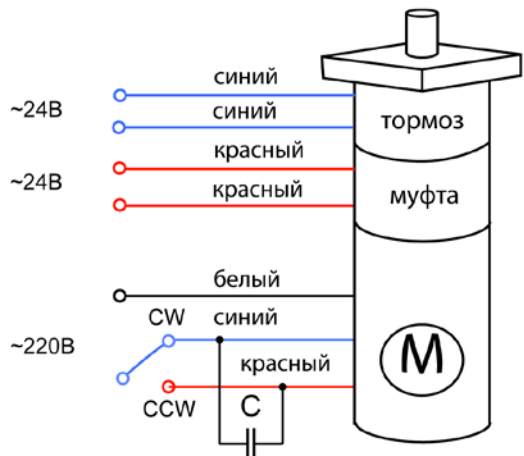 синий
~24В
синий
тормоз
красный
~24В
красный
муфта
белый
CW
синий
~220В
красный
M
CCW
C